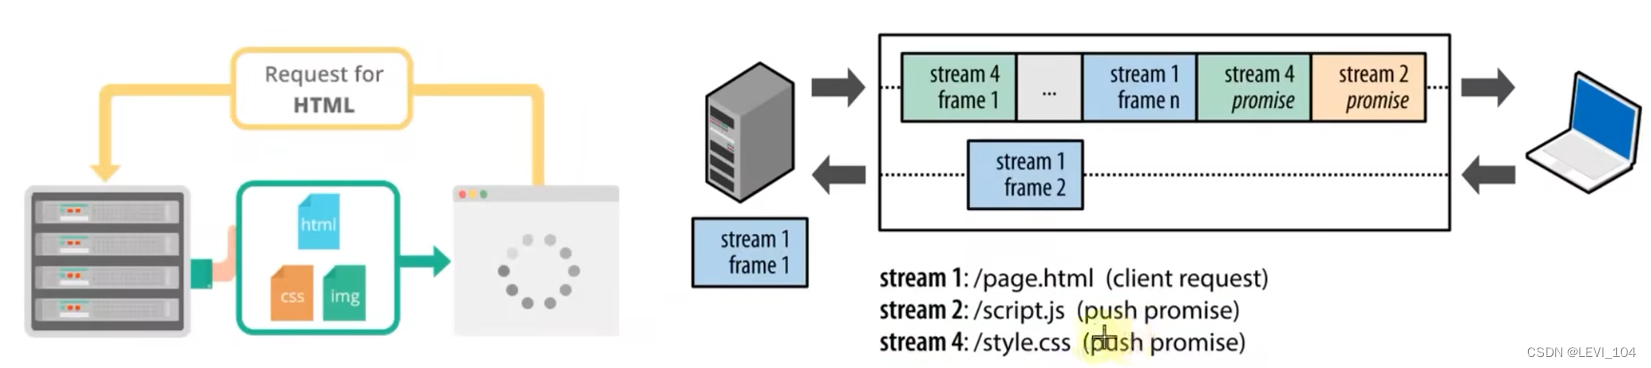 Request for
HTML
html
css
img
stream 4
frame 1
...
stream 1
frame n
stream 4
promise
stream 2
promise
stream 1
frame 2
stream 1
frame 1
stream 1: /page.html (client request)
stream 2: /script.js (push promise)
stream 4: /style.css (push promise)
CSDN @LEVI_104